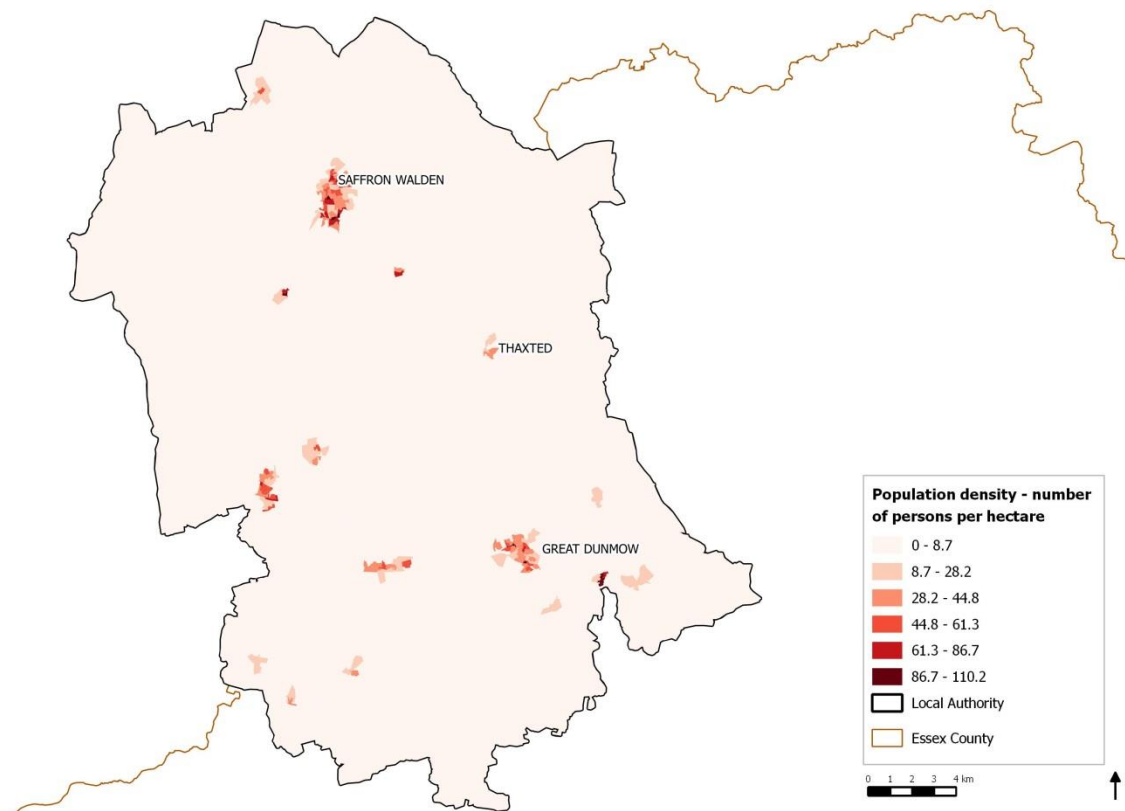 SAFFRON WALDEN
THAXTED
GREAT DUNMOW
Population density - number
of persons per hectare
0 - 8.7
8.7 - 28.2
28.2 - 44.8
44.8 - 61.3
61.3 - 86.7
86.7 - 110.2
Local Authority
Essex County
0 1 2 3 4 km